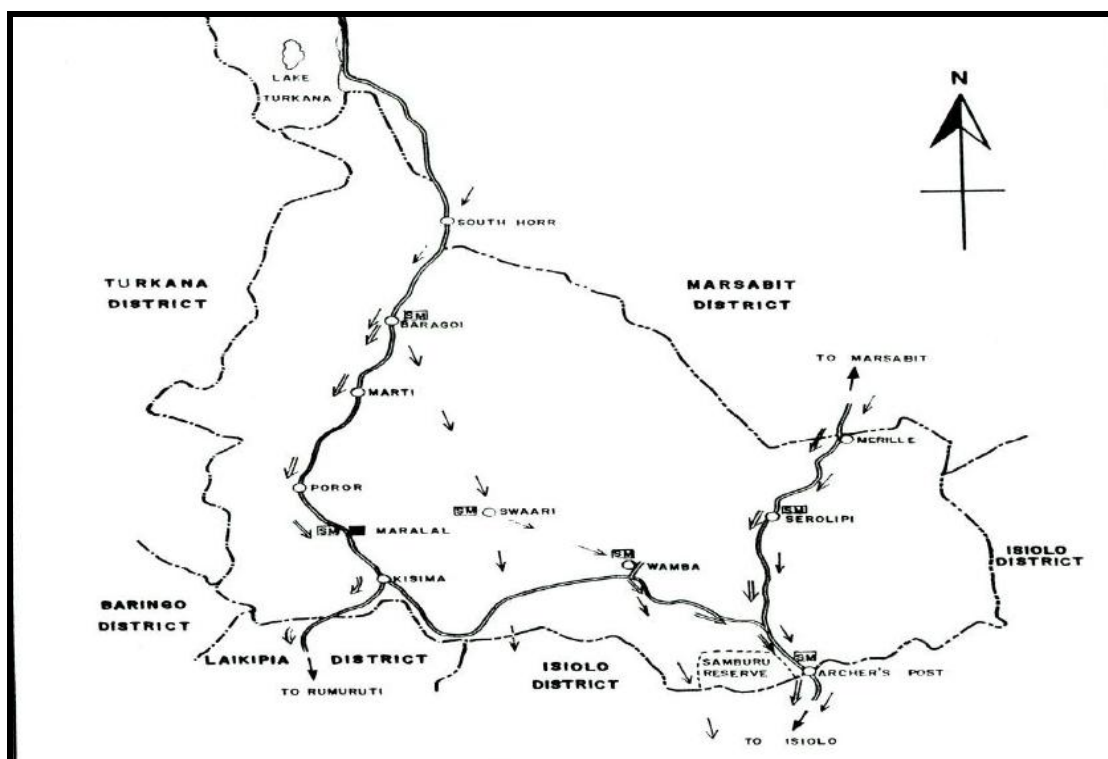 LAKE
TURKANA
N
SOUTH HORR
TURKANA
DISTRICT
MARSABIT
DISTRICT
SM
BARAGOI
TO MARSABIT
MARTI
MERILLE
POROR
SM
SWAARI
SM
SEROLIPI
SM
MARALAL
SM
WAMBA
ISIOLO
DISTRICT
KISIMA
BARINGO
DISTRICT
LAIKIPIA DISTRICT
ISIOLO
DISTRICT
SAMBURU
RESERVE
SM
ARCHER'S POST
TO RUMURUTI
TO ISIOLO